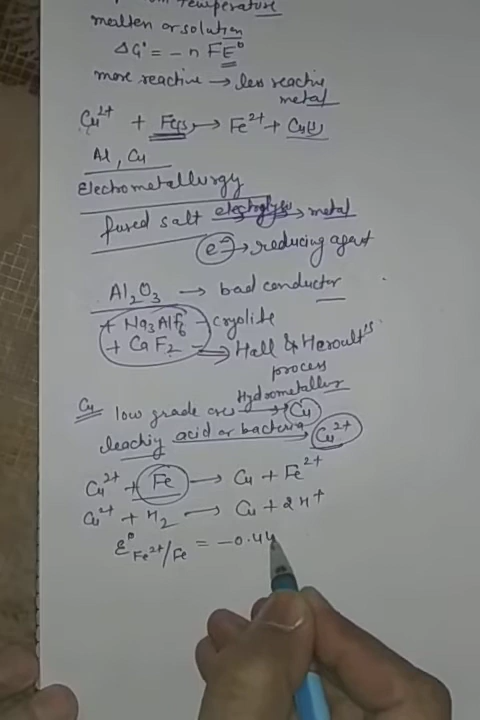 Temperature
molten or solution
ΔG° = - n FE°
more reactive → less reactive
metal
Cu²⁺ + Fe(s) → Fe²⁺ + Cu(s)
Al, Cu
Electrometallurgy
fused salt electrolysis → metal
e⁻ → reducing agent
Al₂O₃ → bad conductor
+ Na₃AlF₆ - cryolite
+ CaF₂ ⇒ Hall & Heroult's
process
Hydrometallur
Cu low grade ores → Cu
leachig acid or bacteria → Cu²⁺
Cu²⁺ + Fe → Cu + Fe²⁺
Cu²⁺ + H₂ → Cu + 2H⁺
E° Fe²⁺/Fe = -0.44